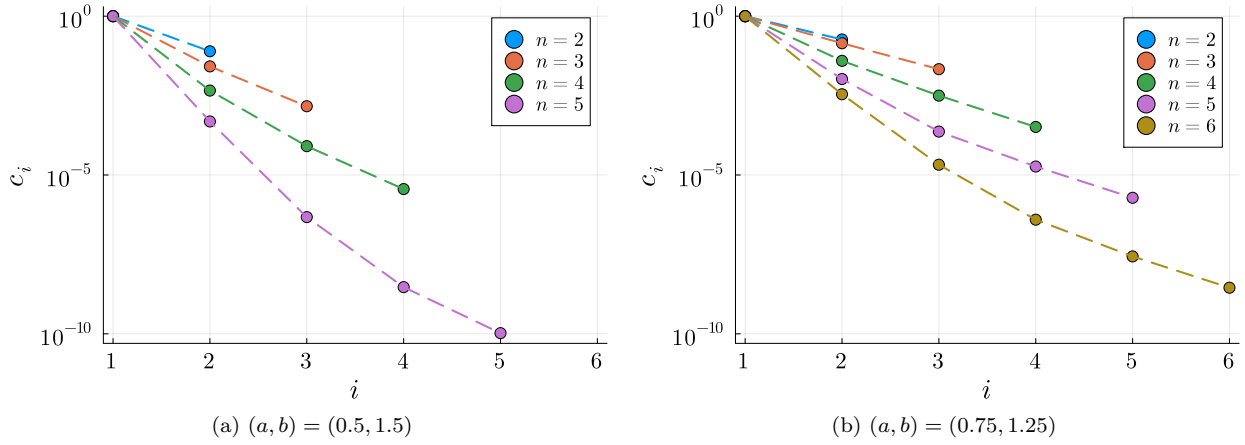 10^0
10^{-5}
10^{-10}
c_i
1 2 3 4 5 6
i
n = 2
n = 3
n = 4
n = 5
(a) (a, b) = (0.5, 1.5)
10^0
10^{-5}
10^{-10}
c_i
1 2 3 4 5 6
i
n = 2
n = 3
n = 4
n = 5
n = 6
(b) (a, b) = (0.75, 1.25)